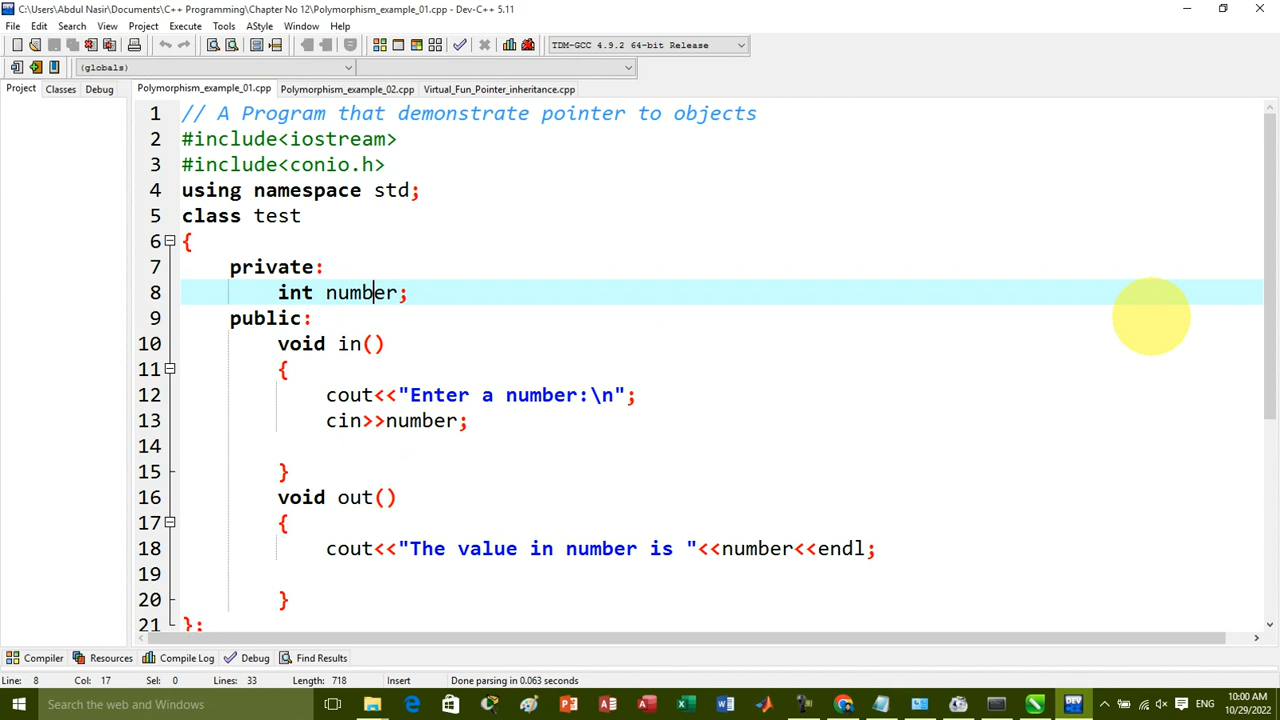 C:\Users\Abdul Nasir\Documents\C++ Programming\Chapter No 12\Polymorphism_example_01.cpp - Dev-C++ 5.11
File Edit Search View Project Execute Tools AStyle Window Help
TDM-GCC 4.9.2 64-bit Release
(globals)
Project Classes Debug Polymorphism_example_01.cpp Polymorphism_example_02.cpp Virtual_Fun_Pointer_inheritance.cpp
1 // A Program that demonstrate pointer to objects
2 #include<iostream>
3 #include<conio.h>
4 using namespace std;
5 class test
6 {
7 private:
8 int number;
9 public:
10 void in()
11 {
12 cout<<"Enter a number:\n";
13 cin>>number;
14
15 }
16 void out()
17 {
18 cout<<"The value in number is "<<number<<endl;
19
20 }
21 };
Compiler Resources Compile Log Debug Find Results
Line: 8 Col: 17 Sel: 0 Lines: 33 Length: 718 Insert Done parsing in 0.063 seconds
Search the web and Windows
ENG
10:00 AM
10/29/2022